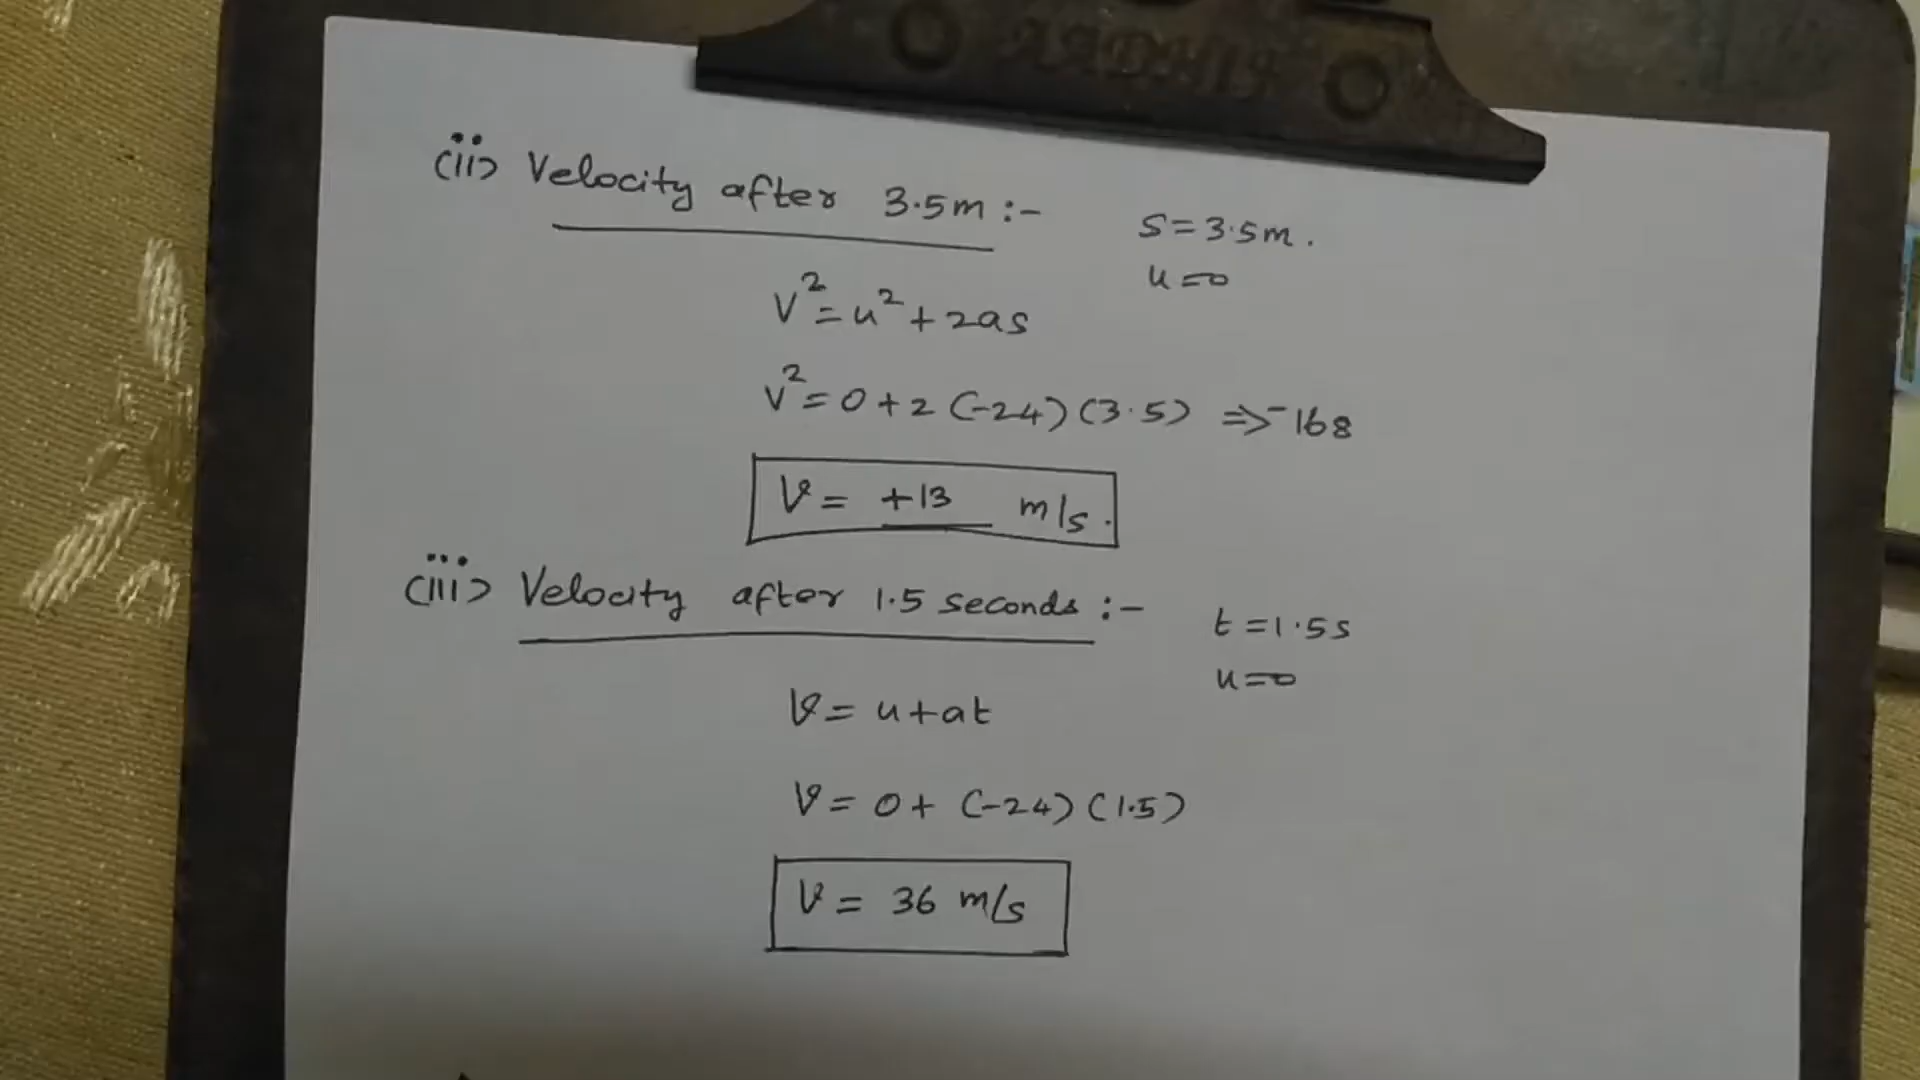 (ii) Velocity after 3.5m :-
S = 3.5m.
u = 0
V² = u² + 2as
V² = 0 + 2 (-24) (3.5) => -168
V = +13 m/s.
(iii) Velocity after 1.5 seconds :-
t = 1.5s
u = 0
V = u + at
V = 0 + (-24) (1.5)
V = 36 m/s